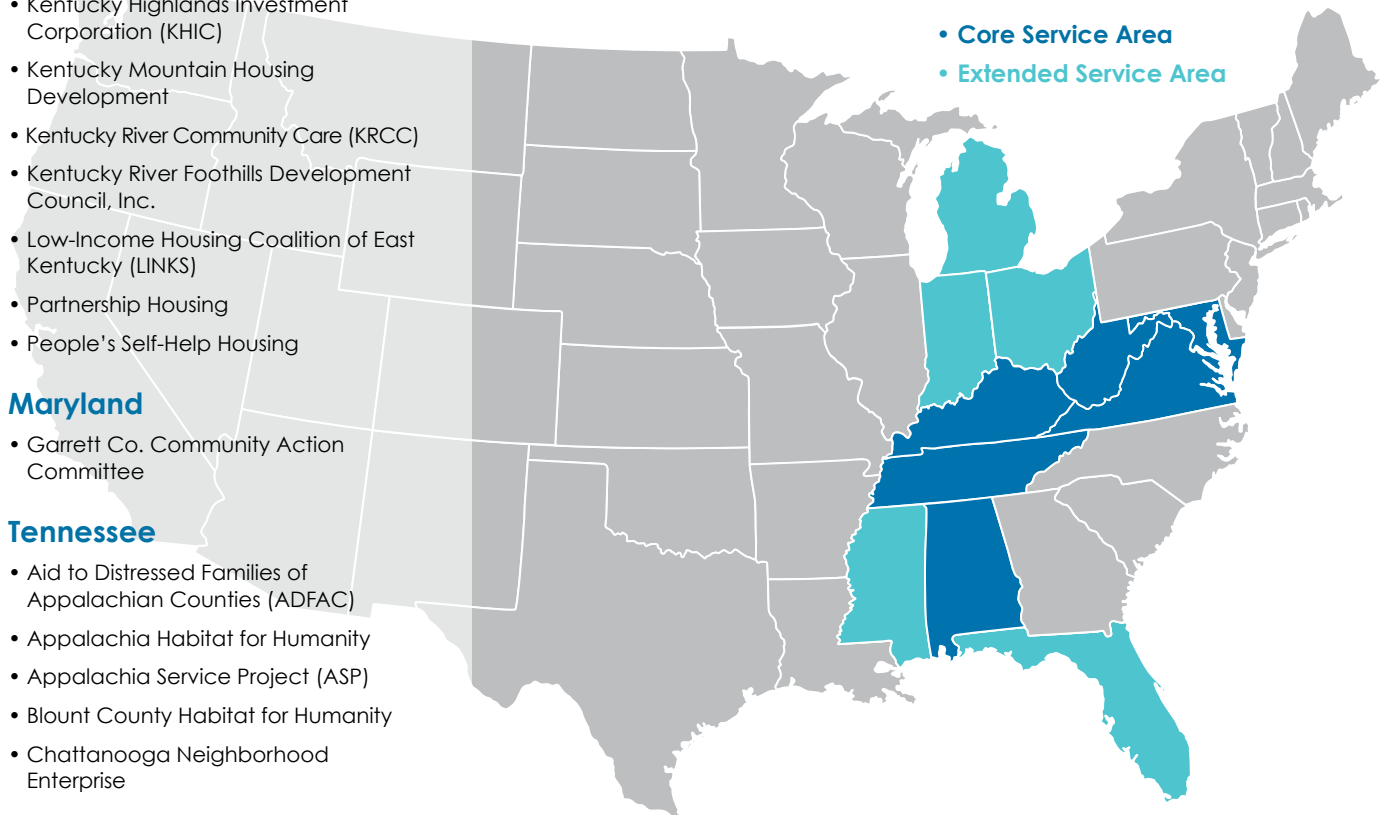 • Kentucky Highlands Investment
Corporation (KHIC)
• Kentucky Mountain Housing
Development
• Kentucky River Community Care (KRCC)
• Kentucky River Foothills Development
Council, Inc.
• Low-Income Housing Coalition of East
Kentucky (LINKS)
• Partnership Housing
• People’s Self-Help Housing
Maryland
• Garrett Co. Community Action
Committee
Tennessee
• Aid to Distressed Families of
Appalachian Counties (ADFAC)
• Appalachia Habitat for Humanity
• Appalachia Service Project (ASP)
• Blount County Habitat for Humanity
• Chattanooga Neighborhood
Enterprise
• Core Service Area
• Extended Service Area